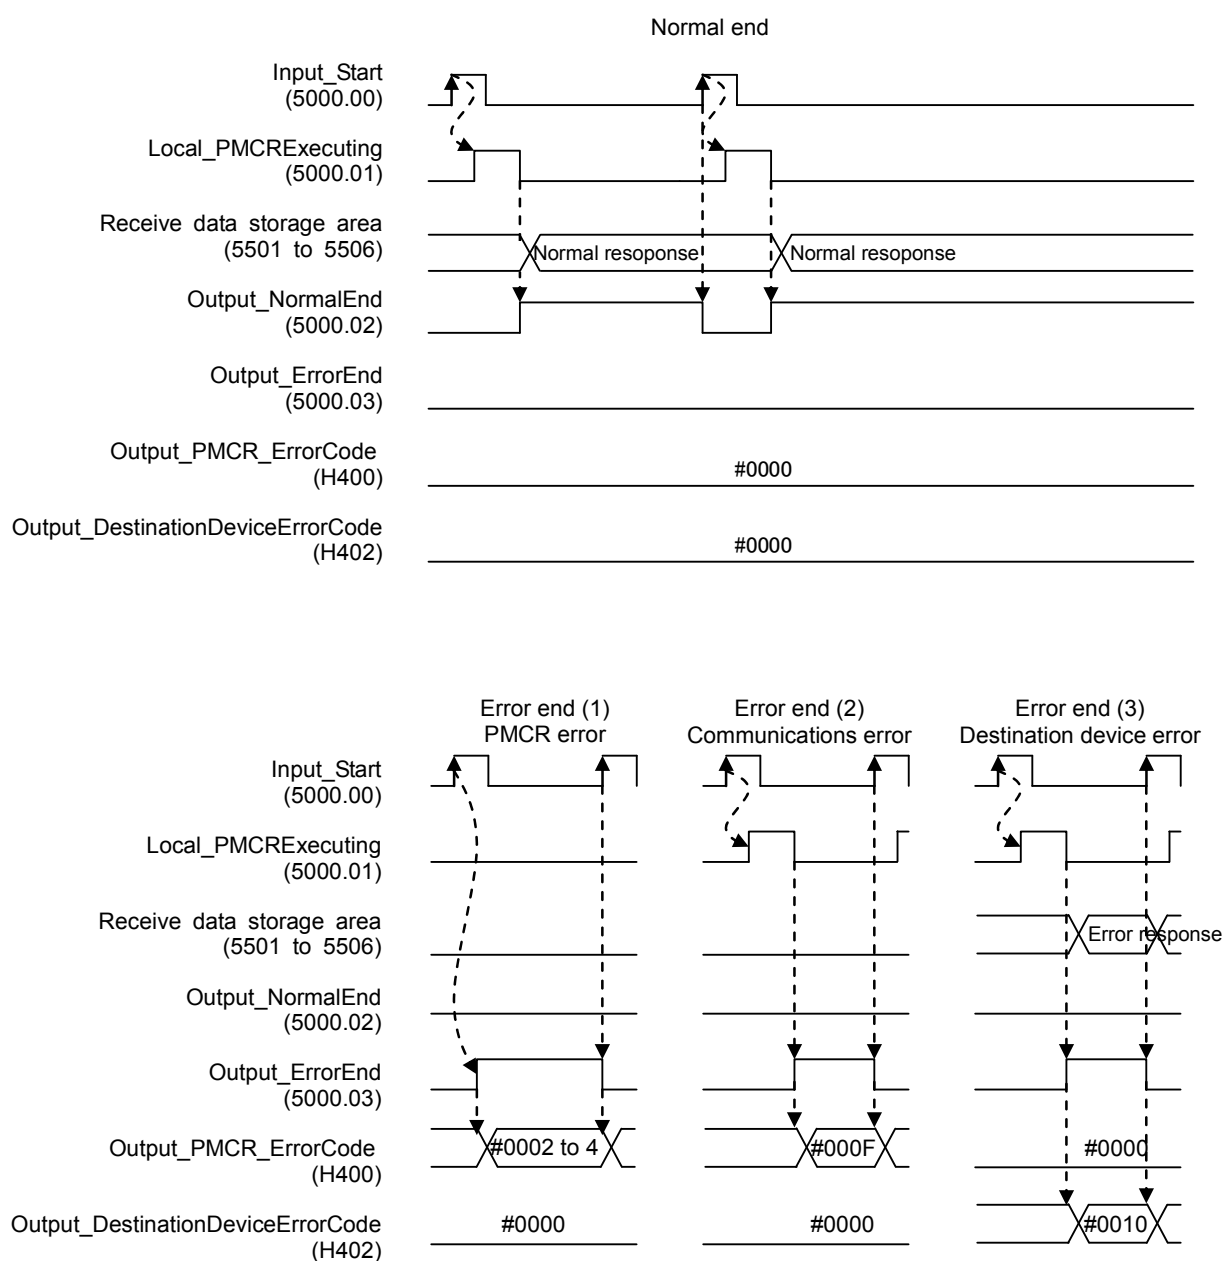 Normal end
Input_Start
(5000.00)
Local_PMCRExecuting
(5000.01)
Receive data storage area
(5501 to 5506)
Normal resoponse
Normal resoponse
Output_NormalEnd
(5000.02)
Output_ErrorEnd
(5000.03)
Output_PMCR_ErrorCode
(H400)
#0000
Output_DestinationDeviceErrorCode
(H402)
#0000
Error end (1)
PMCR error
Error end (2)
Communications error
Error end (3)
Destination device error
Input_Start
(5000.00)
Local_PMCRExecuting
(5000.01)
Receive data storage area
(5501 to 5506)
Error response
Output_NormalEnd
(5000.02)
Output_ErrorEnd
(5000.03)
Output_PMCR_ErrorCode
(H400)
#0002 to 4
#000F
#0000
Output_DestinationDeviceErrorCode
(H402)
#0000
#0000
#0010